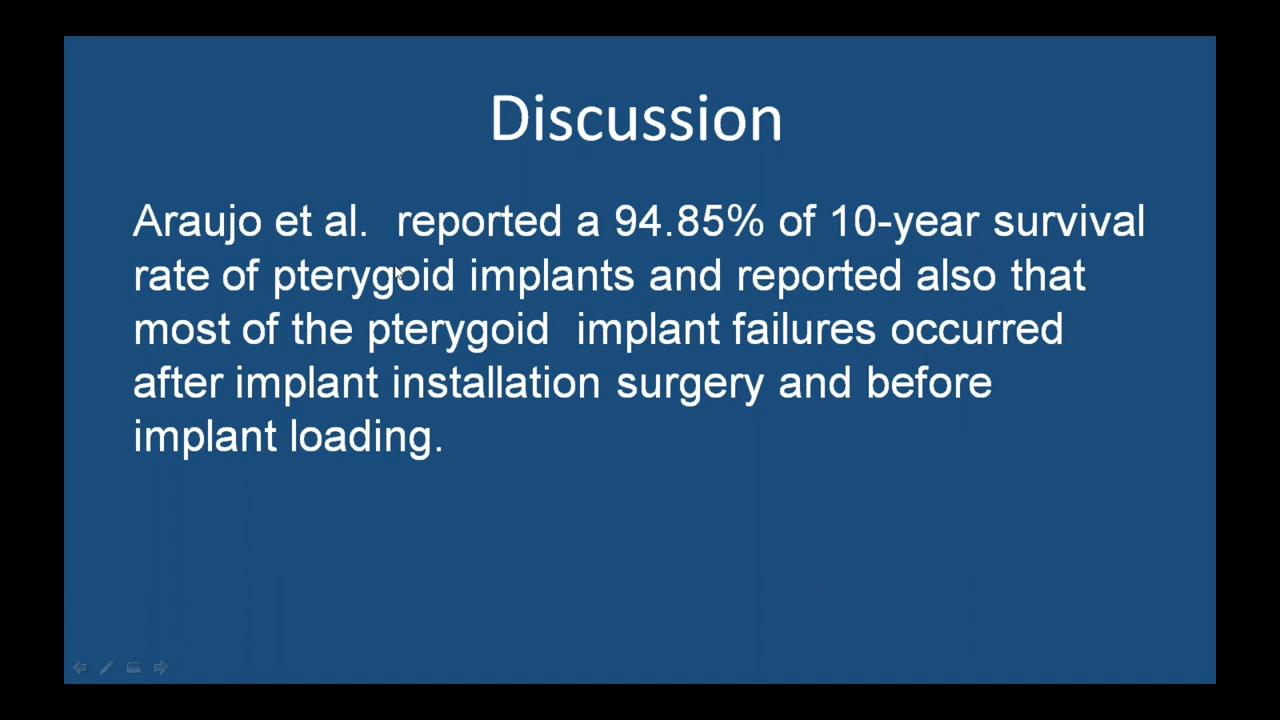 Discussion
Araujo et al.  reported a 94.85% of 10-year survival
rate of pterygoid implants and reported also that
most of the pterygoid  implant failures occurred
after implant installation surgery and before
implant loading.